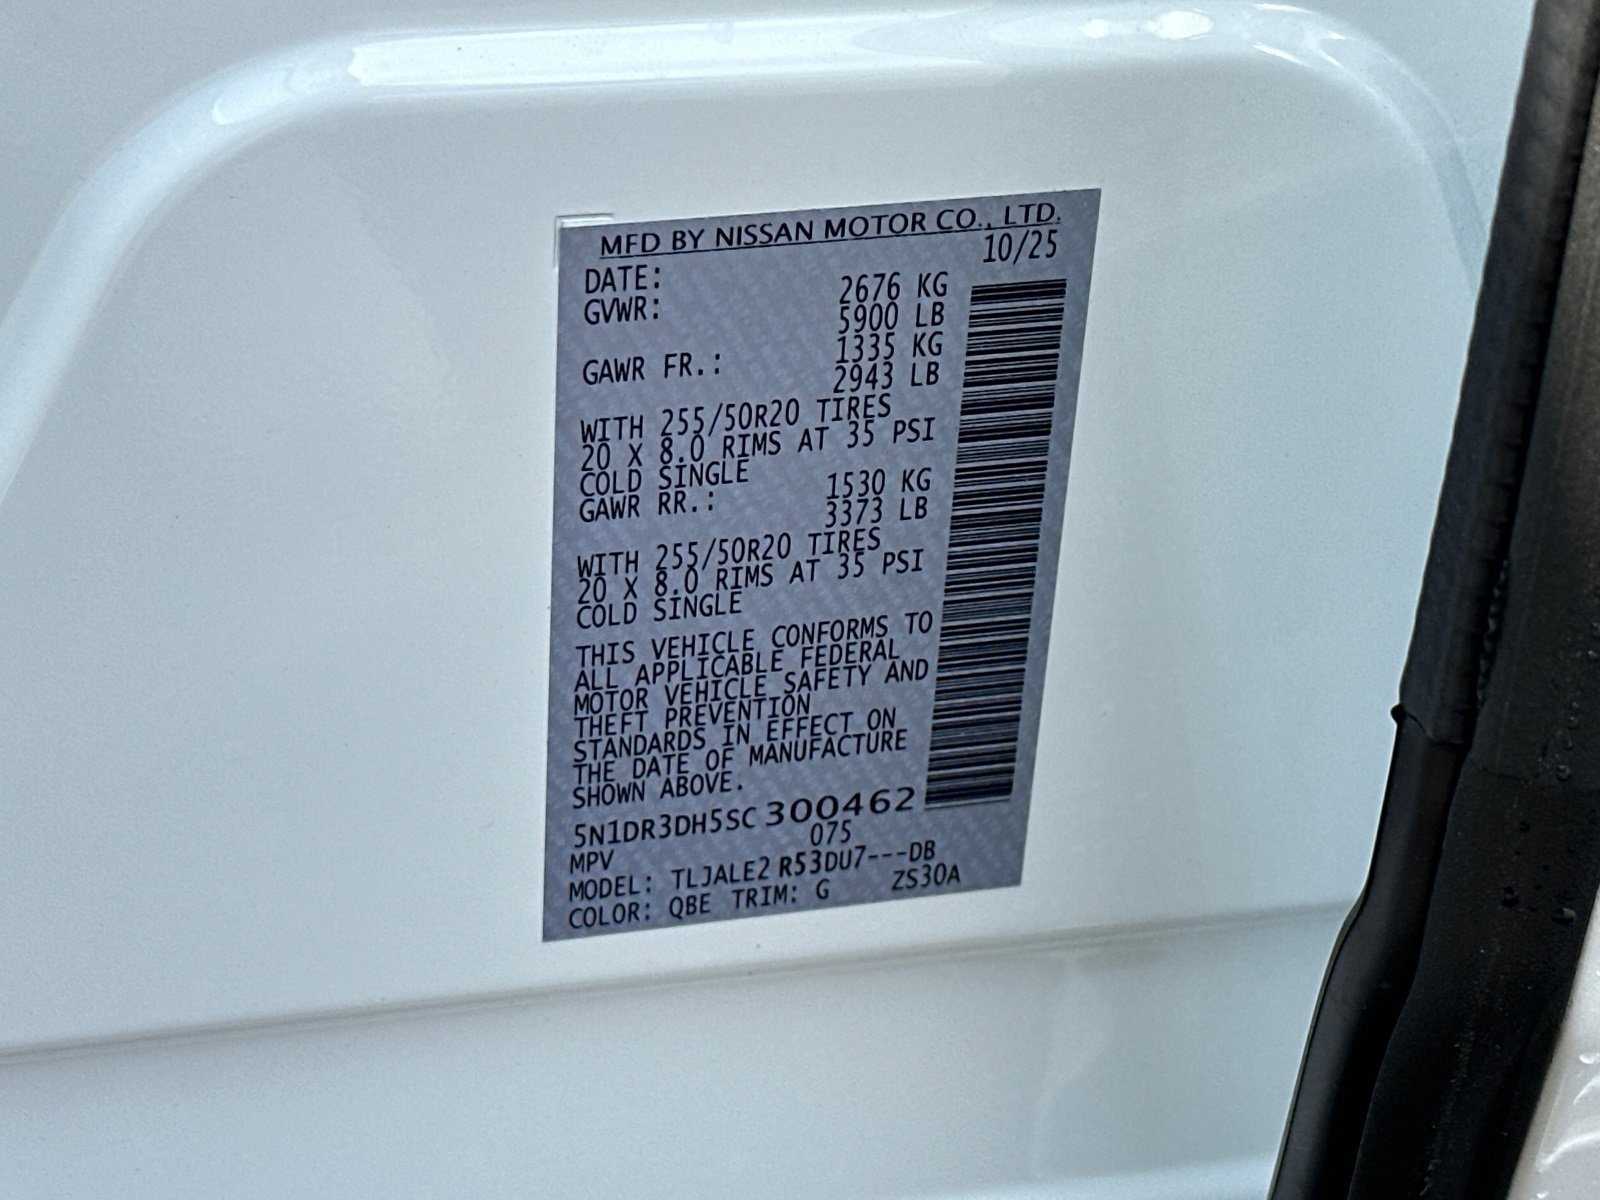 MFD BY NISSAN MOTOR CO., LTD.
DATE: 10/25
GVWR: 2676 KG
5900 LB
GAWR FR.: 1335 KG
2943 LB
WITH 255/50R20 TIRES
20 X 8.0 RIMS AT 35 PSI
COLD SINGLE
GAWR RR.: 1530 KG
3373 LB
WITH 255/50R20 TIRES
20 X 8.0 RIMS AT 35 PSI
COLD SINGLE
THIS VEHICLE CONFORMS TO
ALL APPLICABLE FEDERAL
MOTOR VEHICLE SAFETY AND
THEFT PREVENTION
STANDARDS IN EFFECT ON
THE DATE OF MANUFACTURE
SHOWN ABOVE.
5N1DR3DH5SC300462
MPV 075
MODEL: TLJALE2 R53DU7---DB
COLOR: QBE TRIM: G ZS30A